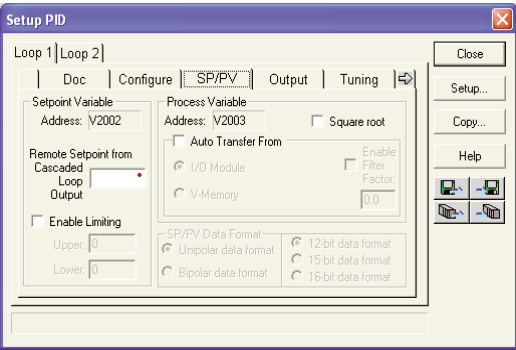 Setup PID
Loop 1 Loop 2
Doc Configure SP/PV Output Tuning
Setpoint Variable
Address: V2002
Remote Setpoint from
Cascaded
Loop
Output
Enable Limiting
Upper: 0
Lower: 0
Process Variable
Address: V2003
Square root
Auto Transfer From
I/O Module
V-Memory
Enable
Filter
Factor:
0.0
SP/PV Data Format
Unipolar data format
Bipolar data format
12-bit data format
15-bit data format
16-bit data format
Close
Setup...
Copy...
Help